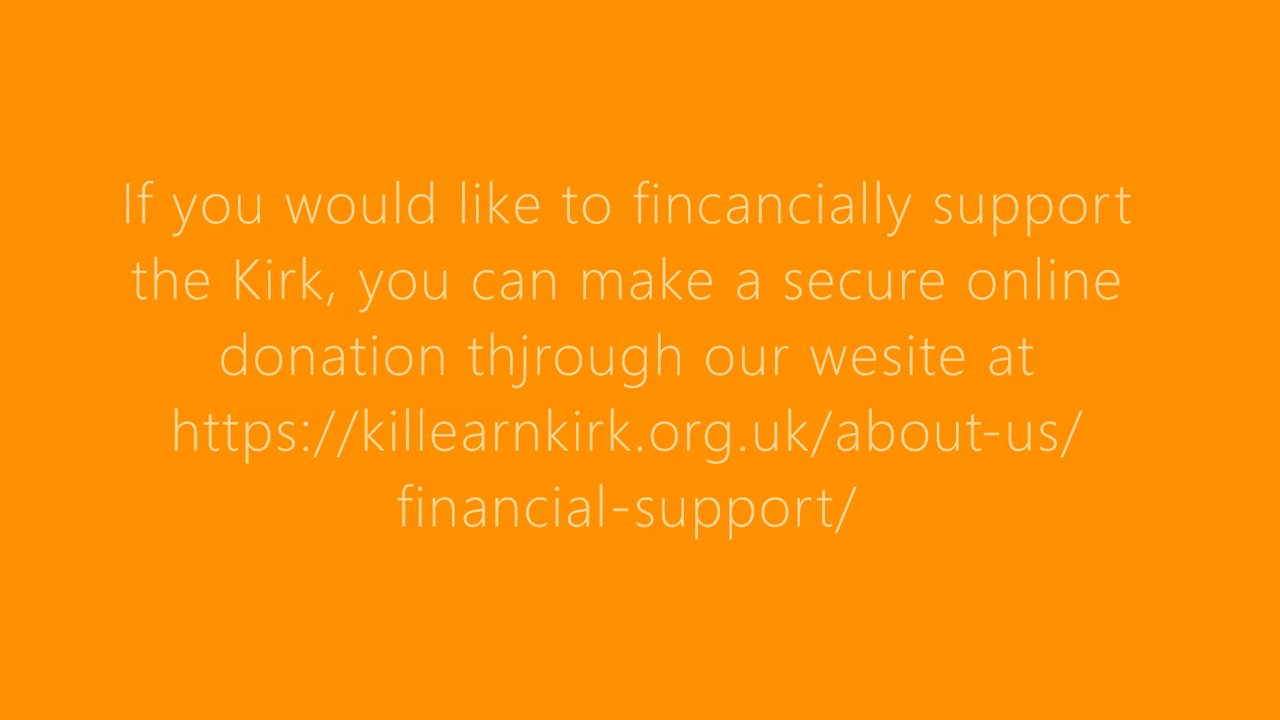 If you would like to fincancially support
the Kirk, you can make a secure online
donation thjrough our wesite at
https://killearnkirk.org.uk/about-us/
financial-support/